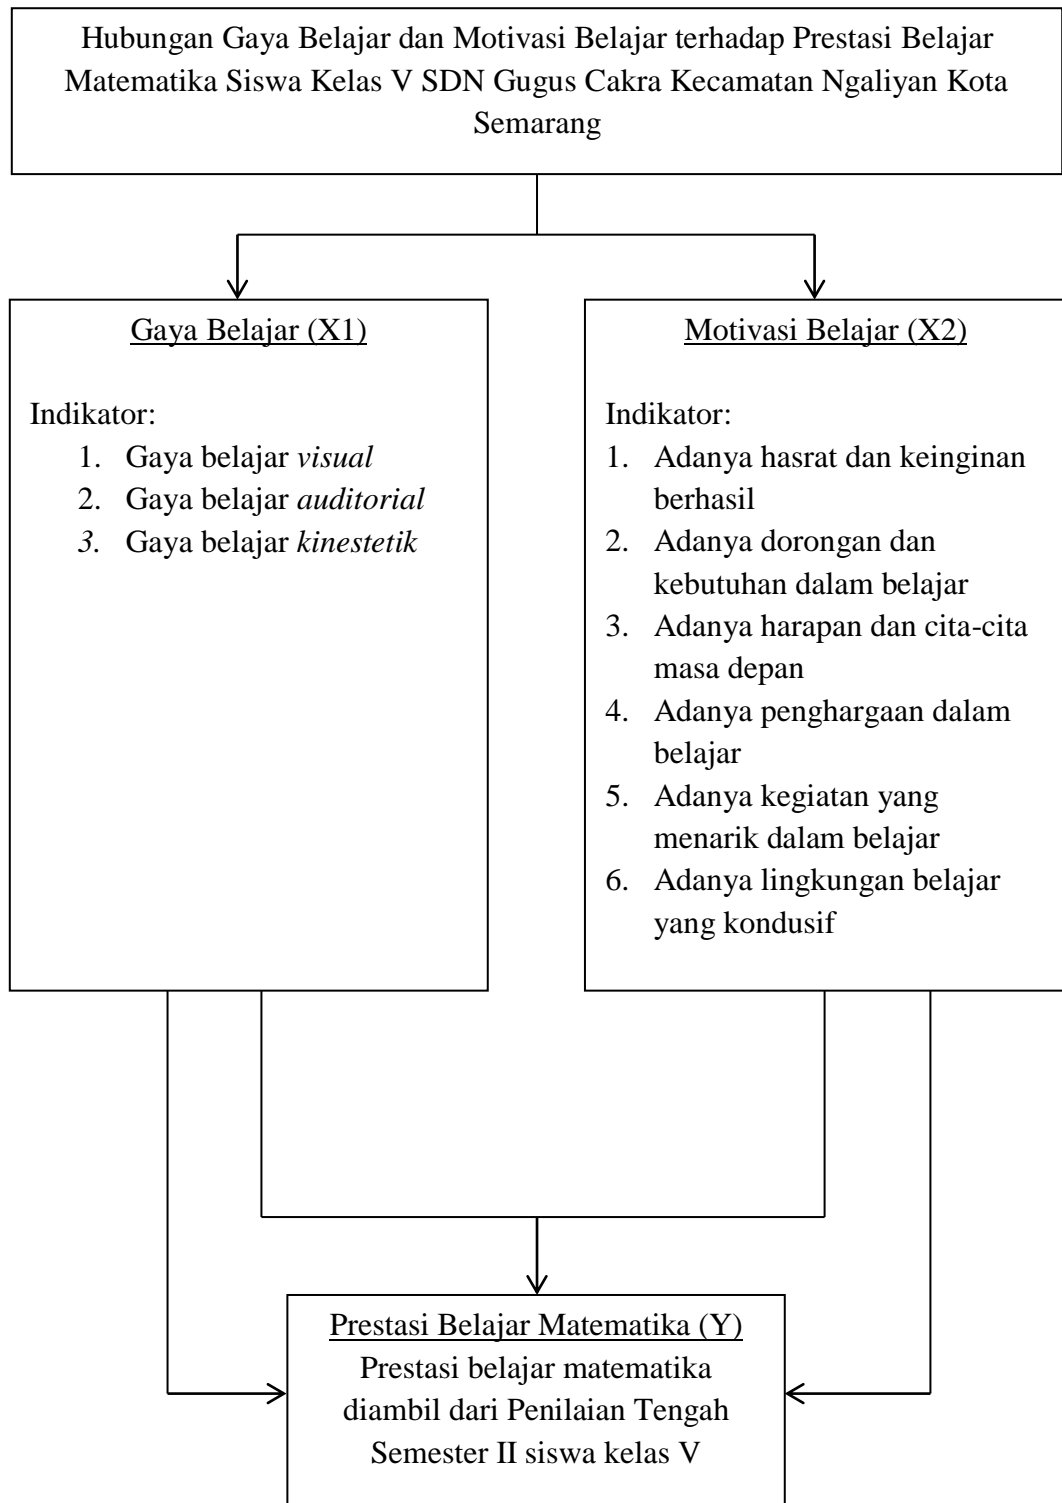 Hubungan Gaya Belajar dan Motivasi Belajar terhadap Prestasi Belajar
Matematika Siswa Kelas V SDN Gugus Cakra Kecamatan Ngaliyan Kota
Semarang
Gaya Belajar (X1)
Indikator:
1. Gaya belajar visual
2. Gaya belajar auditorial
3. Gaya belajar kinestetik
Motivasi Belajar (X2)
Indikator:
1. Adanya hasrat dan keinginan
berhasil
2. Adanya dorongan dan
kebutuhan dalam belajar
3. Adanya harapan dan cita-cita
masa depan
4. Adanya penghargaan dalam
belajar
5. Adanya kegiatan yang
menarik dalam belajar
6. Adanya lingkungan belajar
yang kondusif
Prestasi Belajar Matematika (Y)
Prestasi belajar matematika
diambil dari Penilaian Tengah
Semester II siswa kelas V